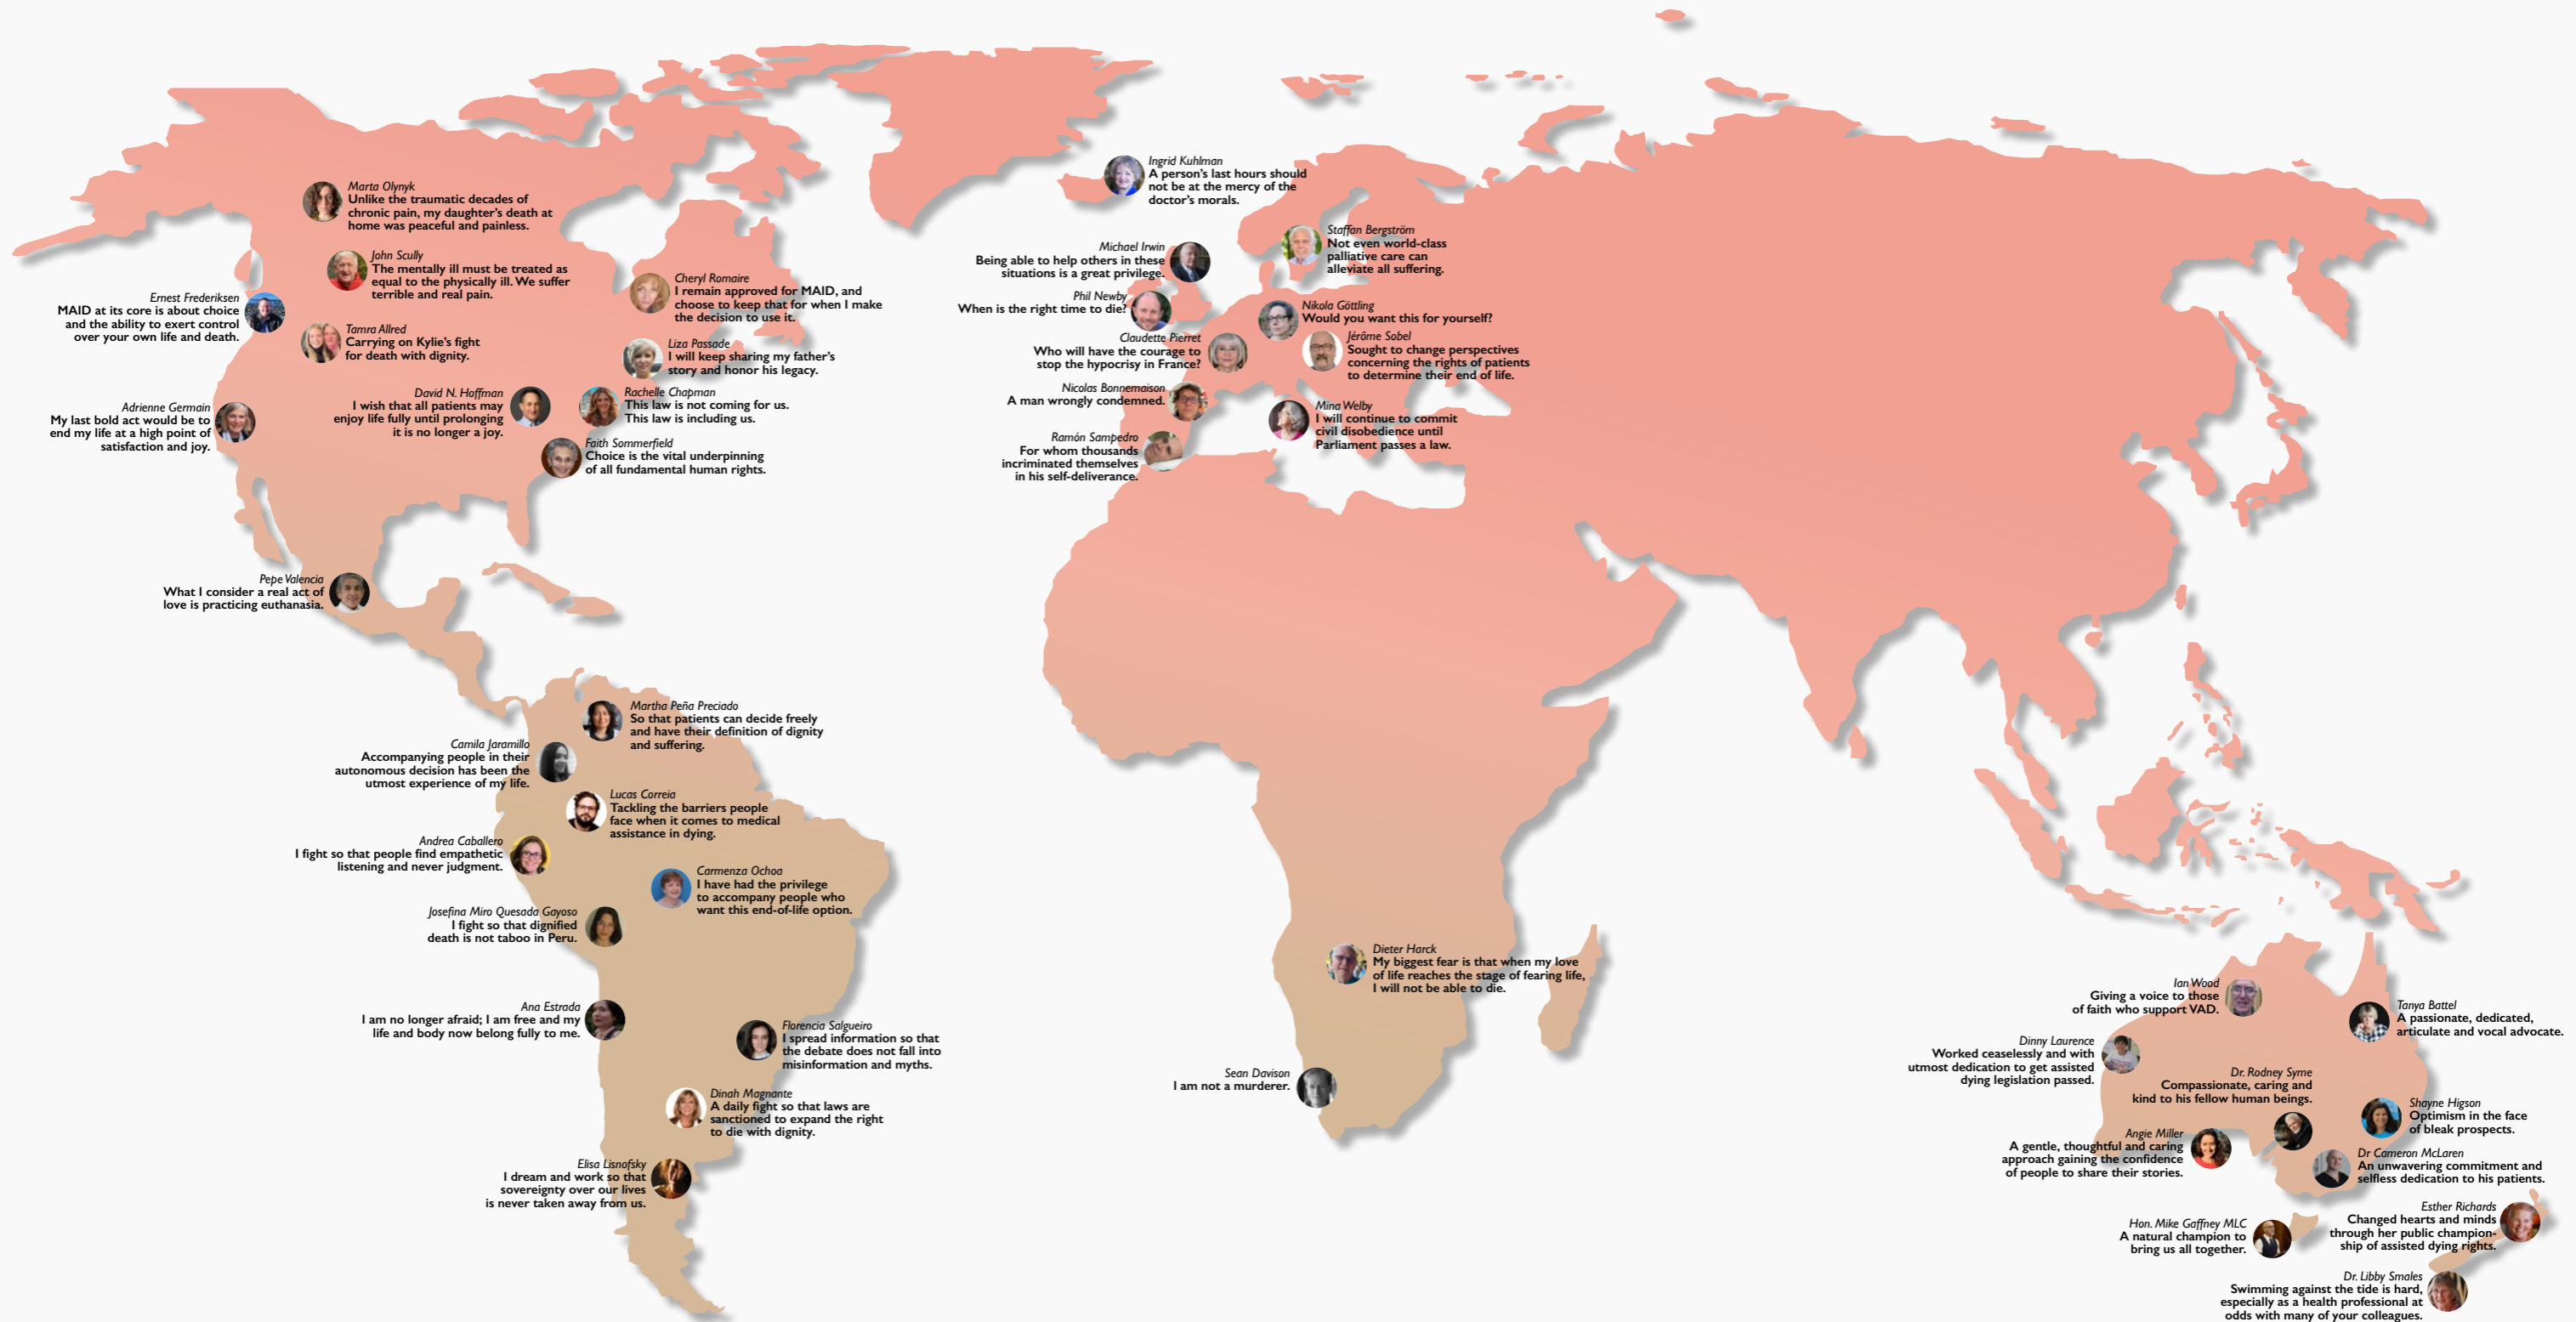 Marta Olynyk
Unlike the traumatic decades of
chronic pain, my daughter's death at
home was peaceful and painless.
John Scully
The mentally ill must be treated as
equal to the physically ill. We suffer
terrible and real pain.
Ernest Frederiksen
MAID at its core is about choice
and the ability to exert control
over your own life and death.
Tamra Allred
Carrying on Kylie's fight
for death with dignity.
Cheryl Romaire
I remain approved for MAID, and
choose to keep that for when I make
the decision to use it.
Liza Passade
I will keep sharing my father's
story and honor his legacy.
David N. Hoffman
I wish that all patients may
enjoy life fully until prolonging
it is no longer a joy.
Rachelle Chapman
This law is not coming for us.
This law is including us.
Adrienne Germain
My last bold act would be to
end my life at a high point of
satisfaction and joy.
Faith Sommerfield
Choice is the vital underpinning
of all fundamental human rights.
Pepe Valencia
What I consider a real act of
love is practicing euthanasia.
Martha Peña Preciado
So that patients can decide freely
and have their definition of dignity
and suffering.
Camila Jaramillo
Accompanying people in their
autonomous decision has been the
utmost experience of my life.
Lucas Correia
Tackling the barriers people
face when it comes to medical
assistance in dying.
Andrea Caballero
I fight so that people find empathetic
listening and never judgment.
Carmenza Ochoa
I have had the privilege
to accompany people who
want this end-of-life option.
Josefina Miro Quesada Gayoso
I fight so that dignified
death is not taboo in Peru.
Ana Estrada
I am no longer afraid; I am free and my
life and body now belong fully to me.
Florencia Salgueiro
I spread information so that
the debate does not fall into
misinformation and myths.
Dinah Magnante
A daily fight so that laws are
sanctioned to expand the right
to die with dignity.
Elisa Lisnofsky
I dream and work so that
sovereignty over our lives
is never taken away from us.
Ingrid Kuhlman
A person's last hours should
not be at the mercy of the
doctor's morals.
Staffan Bergström
Not even world-class
palliative care can
alleviate all suffering.
Michael Irwin
Being able to help others in these
situations is a great privilege.
Phil Newby
When is the right time to die?
Nikola Göttling
Would you want this for yourself?
Claudette Pierret
Who will have the courage to
stop the hypocrisy in France?
Jérôme Sobel
Sought to change perspectives
concerning the rights of patients
to determine their end of life.
Nicolas Bonnemaison
A man wrongly condemned.
Mina Welby
I will continue to commit
civil disobedience until
Parliament passes a law.
Ramón Sampedro
For whom thousands
incriminated themselves
in his self-deliverance.
Dieter Harck
My biggest fear is that when my love
of life reaches the stage of fearing life,
I will not be able to die.
Sean Davison
I am not a murderer.
Ian Wood
Giving a voice to those
of faith who support VAD.
Tanya Battel
A passionate, dedicated,
articulate and vocal advocate.
Dinny Laurence
Worked ceaselessly and with
utmost dedication to get assisted
dying legislation passed.
Dr. Rodney Syme
Compassionate, caring and
kind to his fellow human beings.
Shayne Higson
Optimism in the face
of bleak prospects.
Angie Miller
A gentle, thoughtful and caring
approach gaining the confidence
of people to share their stories.
Dr Cameron McLaren
An unwavering commitment and
selfless dedication to his patients.
Esther Richards
Changed hearts and minds
through her public champion-
ship of assisted dying rights.
Hon. Mike Gaffney MLC
A natural champion to
bring us all together.
Dr. Libby Smales
Swimming against the tide is hard,
especially as a health professional at
odds with many of your colleagues.